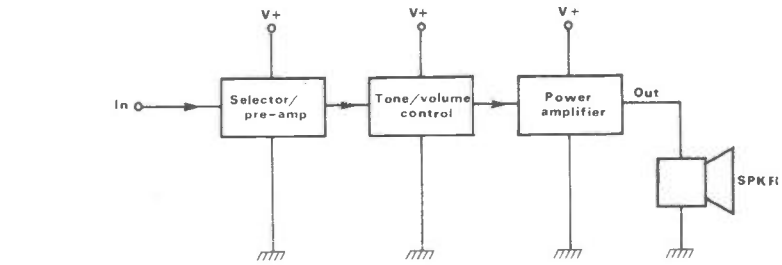 V+
V+
V+
In
Selector/
pre-amp
Tone/volume
control
Power
amplifier
Out